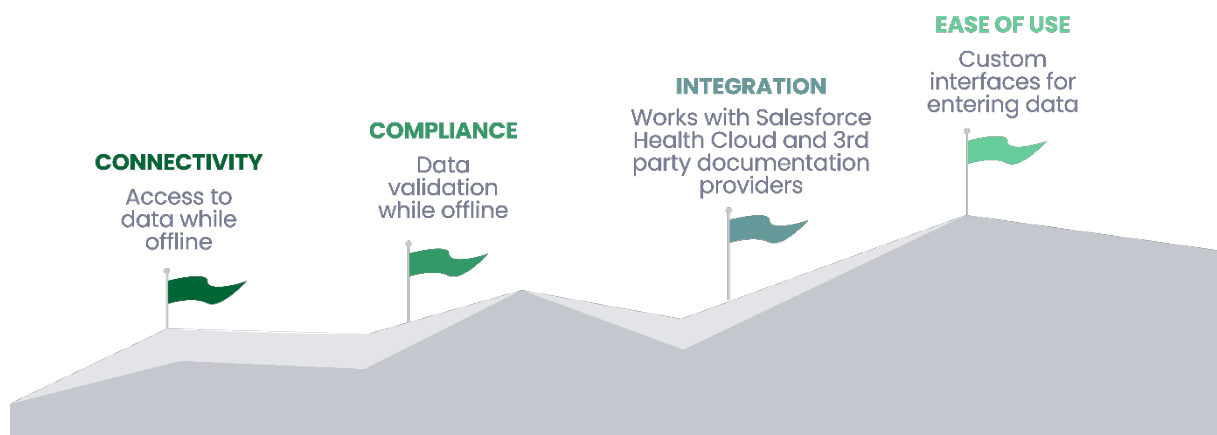 CONNECTIVITY
Access to
data while
offline
COMPLIANCE
Data
validation
while offline
INTEGRATION
Works with Salesforce
Health Cloud and 3rd
party documentation
providers
EASE OF USE
Custom
interfaces for
entering data